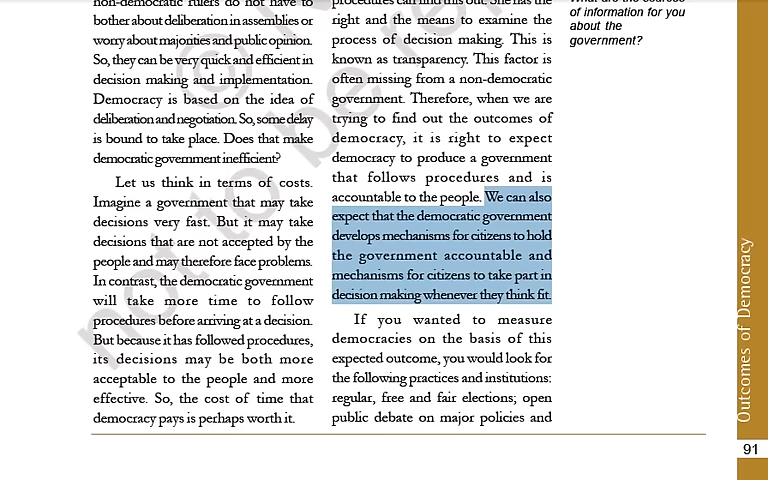 non-democratic rulers do not have to
bother about deliberation in assemblies or
worry about majorities and public opinion.
So, they can be very quick and efficient in
decision making and implementation.
Democracy is based on the idea of
deliberation and negotiation. So, some delay
is bound to take place. Does that make
democratic government inefficient?
Let us think in terms of costs.
Imagine a government that may take
decisions very fast. But it may take
decisions that are not accepted by the
people and may therefore face problems.
In contrast, the democratic government
will take more time to follow
procedures before arriving at a decision.
But because it has followed procedures,
its decisions may be both more
acceptable to the people and more
effective. So, the cost of time that
democracy pays is perhaps worth it.
procedures can find this out. She has the
right and the means to examine the
process of decision making. This is
known as transparency. This factor is
often missing from a non-democratic
government. Therefore, when we are
trying to find out the outcomes of
democracy, it is right to expect
democracy to produce a government
that follows procedures and is
accountable to the people. We can also
expect that the democratic government
develops mechanisms for citizens to hold
the government accountable and
mechanisms for citizens to take part in
decision making whenever they think fit.
If you wanted to measure
democracies on the basis of this
expected outcome, you would look for
the following practices and institutions:
regular, free and fair elections; open
public debate on major policies and
What are the sources
of information for you
about the
government?
Outcomes of Democracy
91
not to be re
©